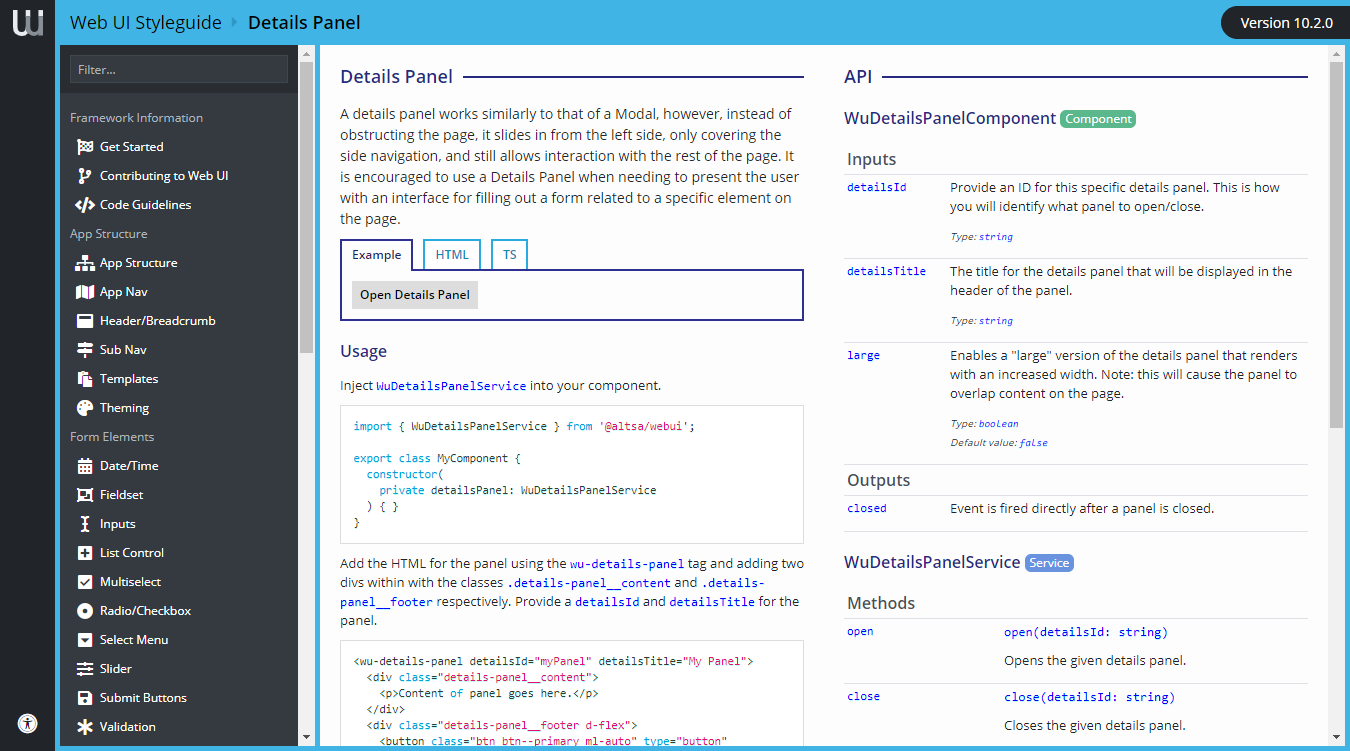 Web UI Styleguide
Details Panel
Version 10.2.0
Filter...
Framework Information
Get Started
Contributing to Web UI
Code Guidelines
App Structure
App Structure
App Nav
Header/Breadcrumb
Sub Nav
Templates
Theming
Form Elements
Date/Time
Fieldset
Inputs
List Control
Multiselect
Radio/Checkbox
Select Menu
Slider
Submit Buttons
Validation
Details Panel
A details panel works similarly to that of a Modal, however, instead of
obstructing the page, it slides in from the left side, only covering the
side navigation, and still allows interaction with the rest of the page. It
is encouraged to use a Details Panel when needing to present the user
with an interface for filling out a form related to a specific element on
the page.
Example
HTML
TS
Open Details Panel
Usage
Inject WuDetailsPanelService into your component.
import { WuDetailsPanelService } from '@altsa/webui';
export class MyComponent {
constructor(
private detailsPanel: WuDetailsPanelService
) { }
}
Add the HTML for the panel using the wu-details-panel tag and adding two
divs within with the classes .details-panel__content and .details-
panel__footer respectively. Provide a detailsId and detailsTitle for the
panel.
<wu-details-panel detailsId="myPanel" detailsTitle="My Panel">
<div class="details-panel__content">
<p>Content of panel goes here.</p>
</div>
<div class="details-panel__footer d-flex">
<button class="btn btn--primary ml-auto" type="button"
API
WuDetailsPanelComponent Component
Inputs
detailsId
Provide an ID for this specific details panel. This is how
you will identify what panel to open/close.
Type: string
detailsTitle
The title for the details panel that will be displayed in the
header of the panel.
Type: string
large
Enables a "large" version of the details panel that renders
with an increased width. Note: this will cause the panel to
overlap content on the page.
Type: boolean
Default value: false
Outputs
closed
Event is fired directly after a panel is closed.
WuDetailsPanelService Service
Methods
open
open(detailsId: string)
Opens the given details panel.
close
close(detailsId: string)
Closes the given details panel.